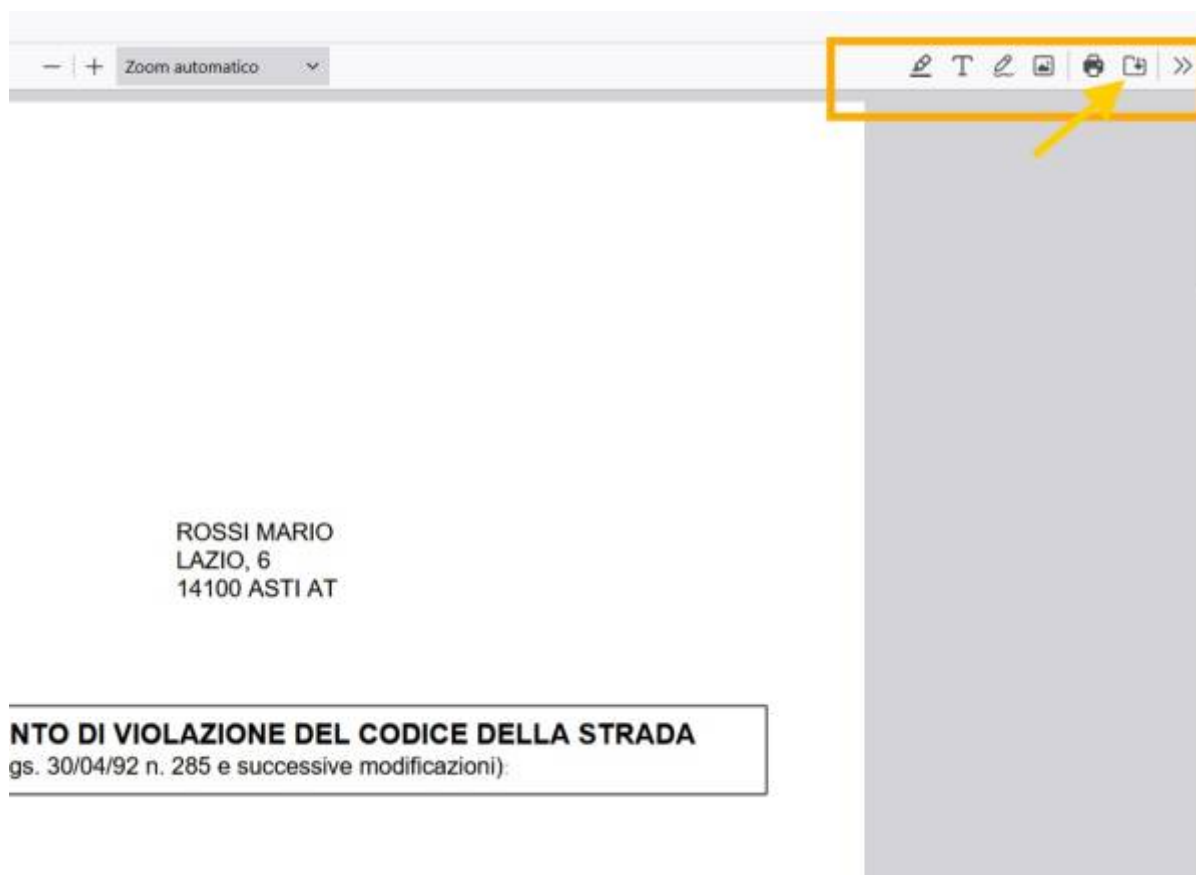 Zoom automatico
ROSSI MARIO
LAZIO, 6
14100 ASTI AT
NTO DI VIOLAZIONE DEL CODICE DELLA STRADA
gs. 30/04/92 n. 285 e successive modificazioni):